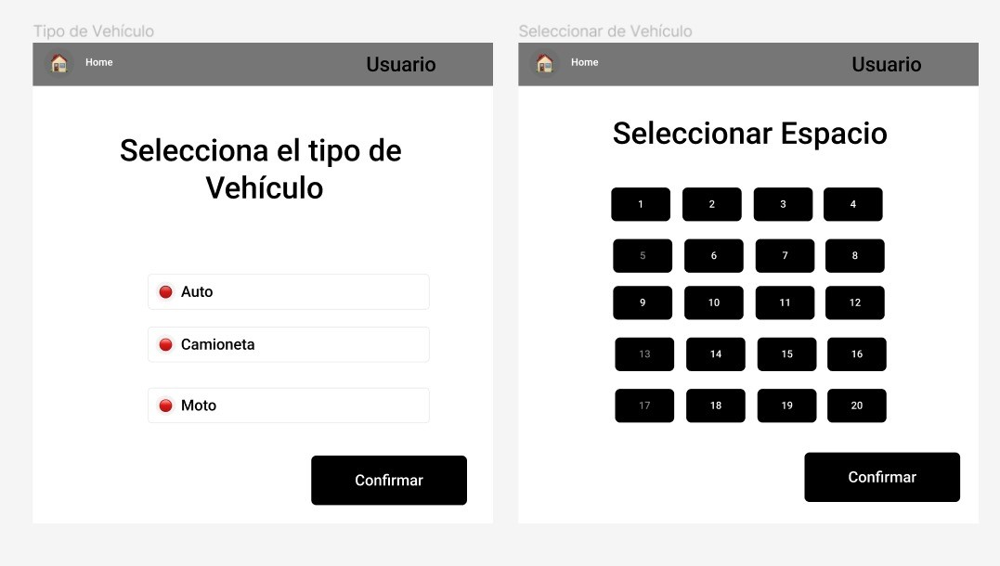 Tipo de Vehículo
Home
Usuario
Selecciona el tipo de
Vehículo
Auto
Camioneta
Moto
Confirmar
Seleccionar de Vehículo
Home
Usuario
Seleccionar Espacio
1 2 3 4
5 6 7 8
9 10 11 12
13 14 15 16
17 18 19 20
Confirmar